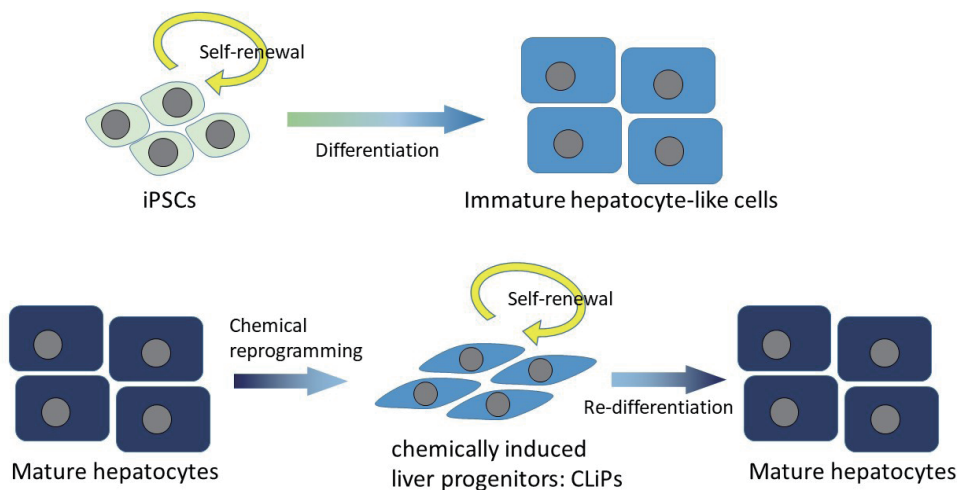 Self-renewal
Differentiation
iPSCs
Immature hepatocyte-like cells
Self-renewal
Chemical
reprogramming
Re-differentiation
Mature hepatocytes
chemically induced
liver progenitors: CLiPs
Mature hepatocytes